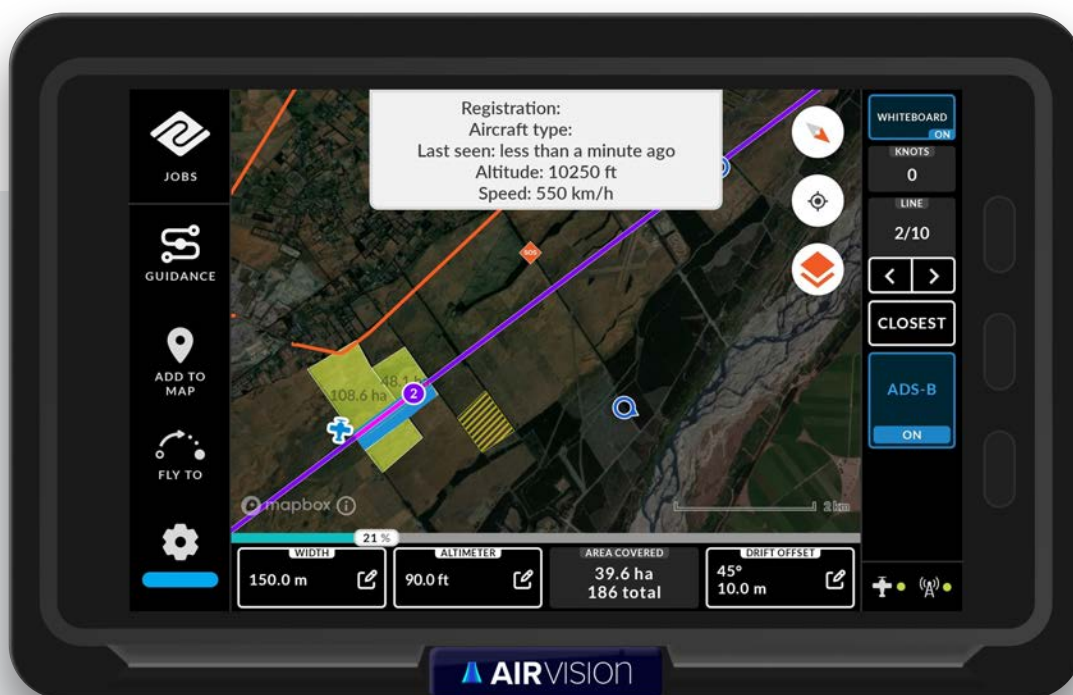 JOBS
GUIDANCE
ADD TO
MAP
FLY TO
Registration:
Aircraft type:
Last seen: less than a minute ago
Altitude: 10250 ft
Speed: 550 km/h
SOS
108.6 ha
48.1
2
mapbox
2 km
21 %
WIDTH
150.0 m
ALTIMETER
90.0 ft
AREA COVERED
39.6 ha
186 total
DRIFT OFFSET
45°
10.0 m
WHITEBOARD
ON
KNOTS
0
LINE
2/10
CLOSEST
ADS-B
ON
AIRVISION